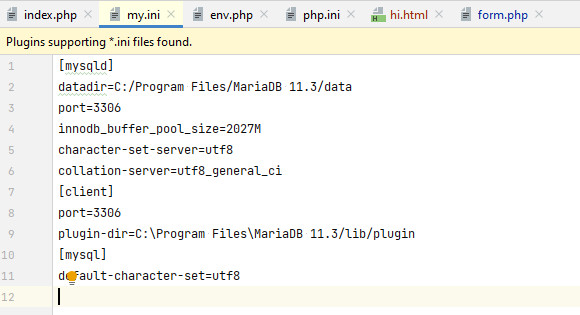 index.php
my.ini
env.php
php.ini
hi.html
form.php
Plugins supporting *.ini files found.
1 [mysqld]
2 datadir=C:/Program Files/MariaDB 11.3/data
3 port=3306
4 innodb_buffer_pool_size=2027M
5 character-set-server=utf8
6 collation-server=utf8_general_ci
7 [client]
8 port=3306
9 plugin-dir=C:\Program Files\MariaDB 11.3/lib/plugin
10 [mysql]
11 default-character-set=utf8
12